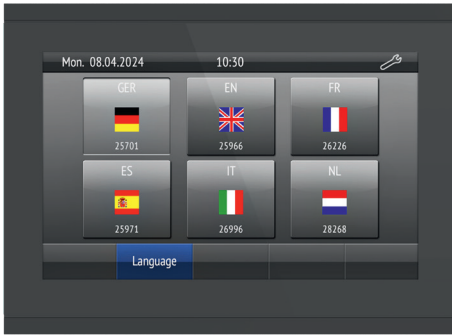 Mon. 08.04.2024 10:30
GER EN FR
25701 25966 26226
ES IT NL
25971 26996 28268
Language